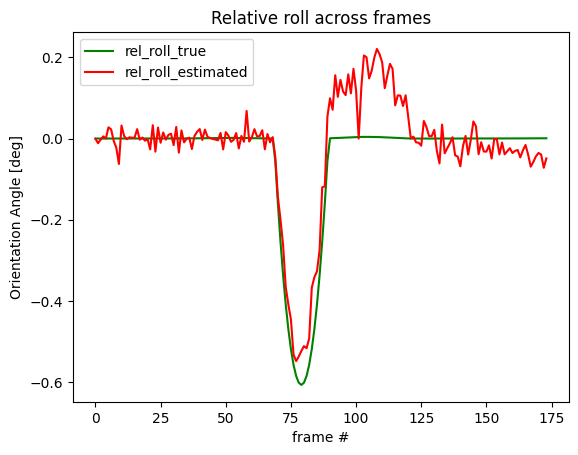 Relative roll across frames
rel_roll_true
rel_roll_estimated
Orientation Angle [deg]
0.2
0.0
−0.2
−0.4
−0.6
0 25 50 75 100 125 150 175
frame #